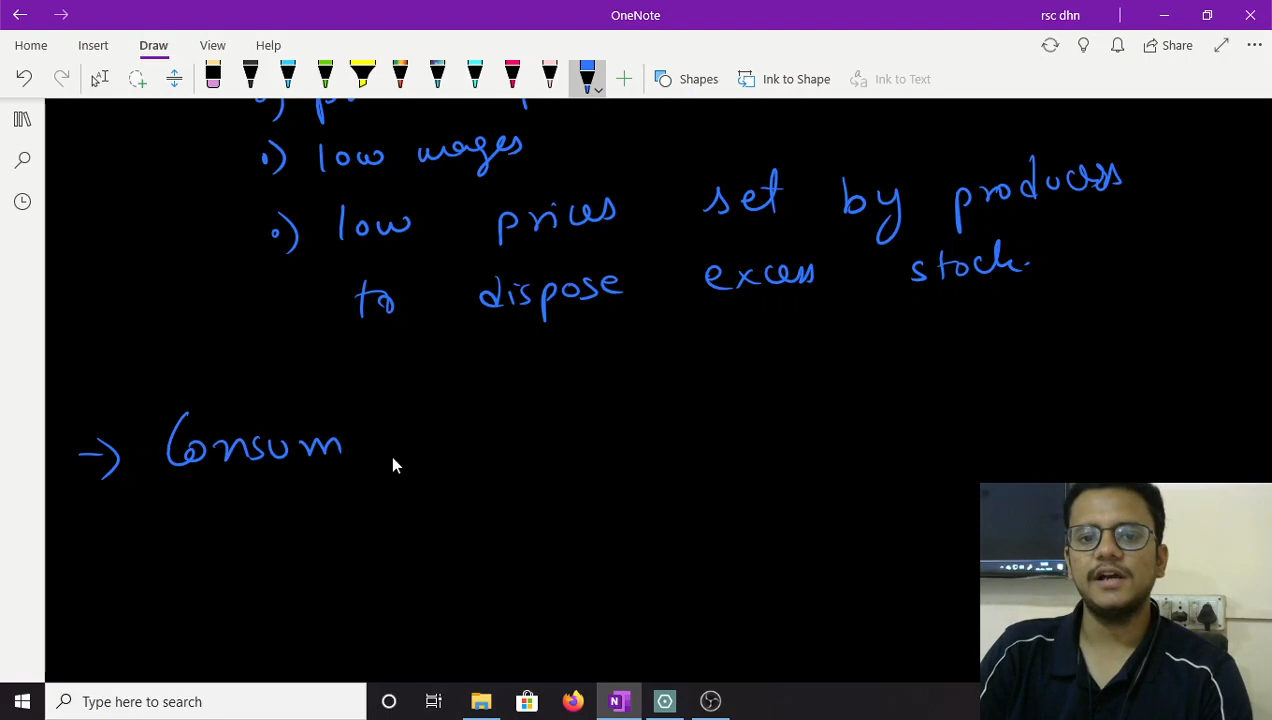 OneNote
rsc dhn
Home Insert Draw View Help
Share
Shapes Ink to Shape Ink to Text
.) low wages
.) low prices set by producess
to dispose excess stock.
→ Consum
Type here to search